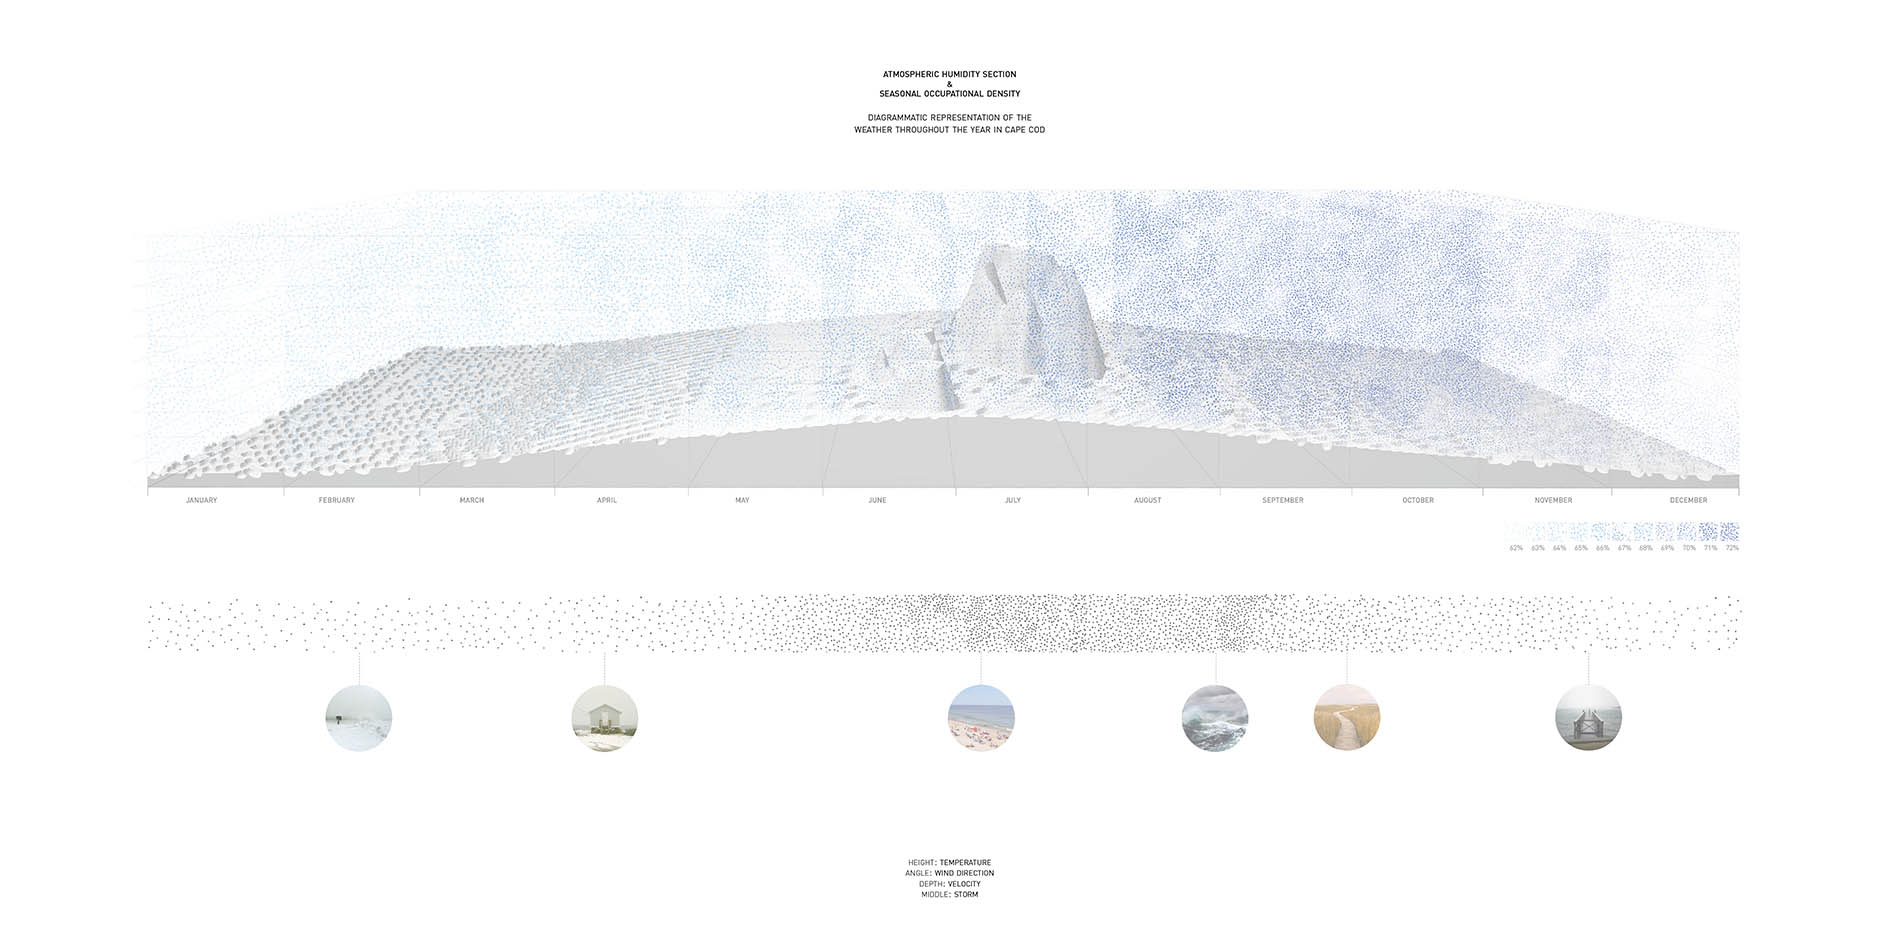 ATMOSPHERIC HUMIDITY SECTION
&
SEASONAL OCCUPATIONAL DENSITY
DIAGRAMMATIC REPRESENTATION OF THE
WEATHER THROUGHOUT THE YEAR IN CAPE COD
JANUARY FEBRUARY MARCH APRIL MAY JUNE JULY AUGUST SEPTEMBER OCTOBER NOVEMBER DECEMBER
62% 63% 64% 65% 66% 67% 68% 69% 70% 71% 72%
HEIGHT: TEMPERATURE
ANGLE: WIND DIRECTION
DEPTH: VELOCITY
MIDDLE: STORM